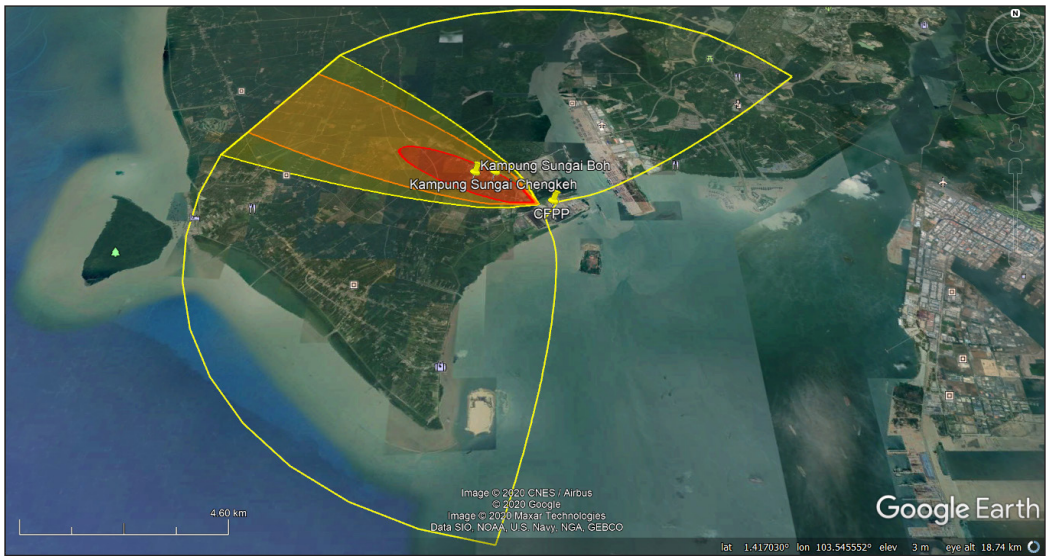 N
Kampung Sungai Boh
Kampung Sungai Chengkeh
CFPP
Image © 2020 CNES / Airbus
© 2020 Google
Image © 2020 Maxar Technologies
Data SIO, NOAA, U.S. Navy, NGA, GEBCO
4.60 km
Google Earth
lat 1.417030° lon 103.545552° elev 3 m eye alt 18.74 km